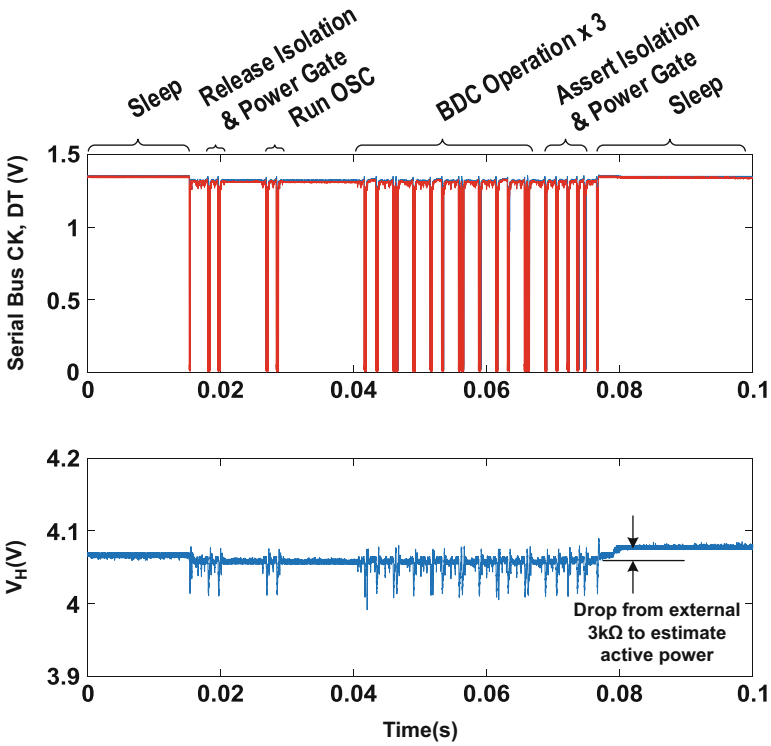 Sleep
Release Isolation
& Power Gate
Run OSC
BDC Operation x 3
Assert Isolation
& Power Gate
Sleep
Serial Bus CK, DT (V)
1.5
1
0.5
0
0 0.02 0.04 0.06 0.08 0.1
VH(V)
4.2
4.1
4
3.9
Drop from external
3kΩ to estimate
active power
0 0.02 0.04 0.06 0.08 0.1
Time(s)